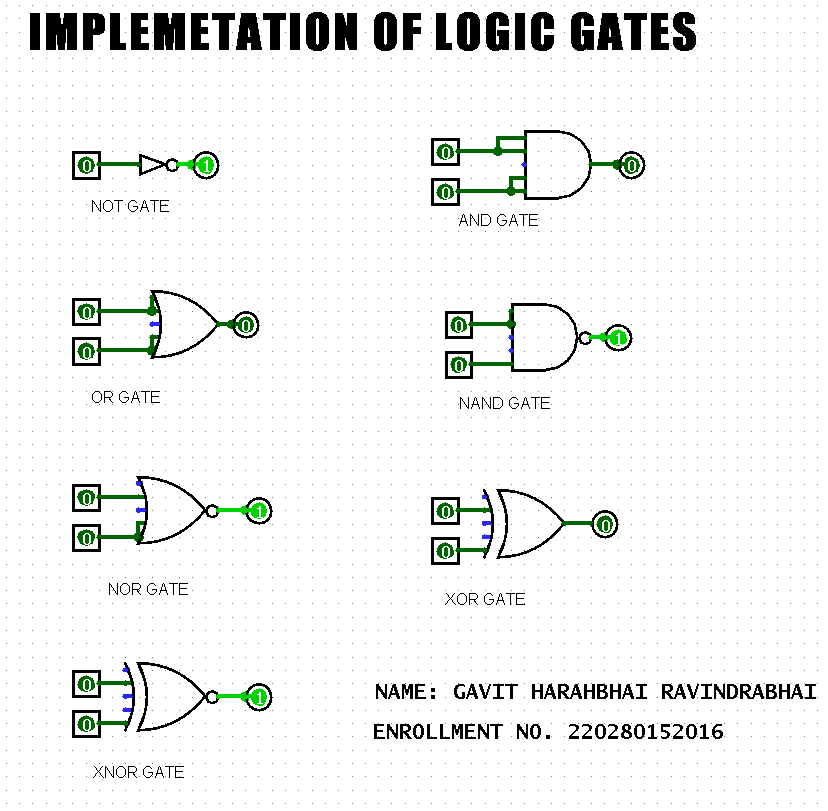 IMPLEMETATION OF LOGIC GATES
0 1
NOT GATE
0 0
0
AND GATE
0 0
0
OR GATE
0 1
0
NAND GATE
0 1
0
NOR GATE
0 0
0
XOR GATE
0 1
0
XNOR GATE
NAME: GAVIT HARAHBHAI RAVINDRABHAI
ENROLLMENT NO. 220280152016